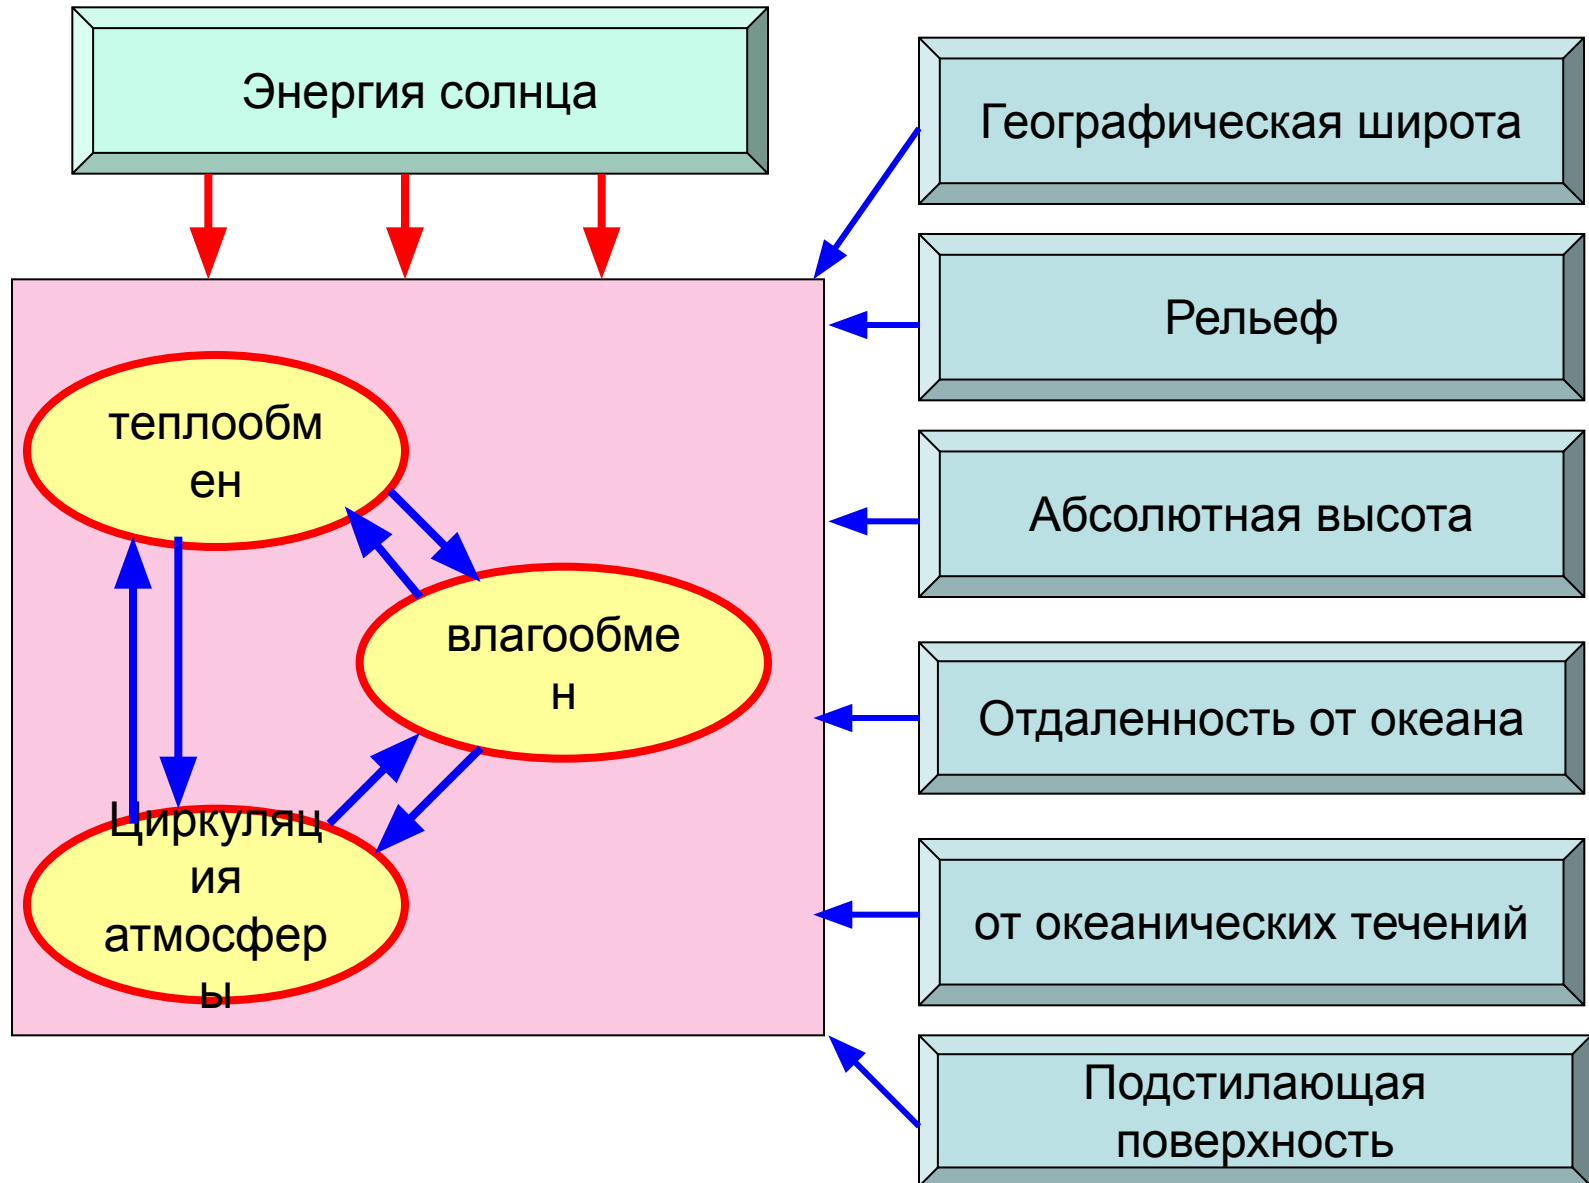 Энергия солнца
Географическая широта
Рельеф
теплообм
ен
Абсолютная высота
влагообме
н
Отдаленность от океана
Циркуляц
ия
атмосфер
ы
от океанических течений
Подстилающая
поверхность